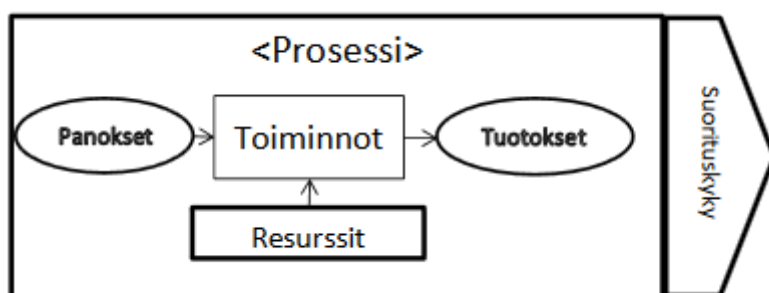 <Prosessi>
Panokset
Toiminnot
Tuotokset
Resurssit
Suorituskyky